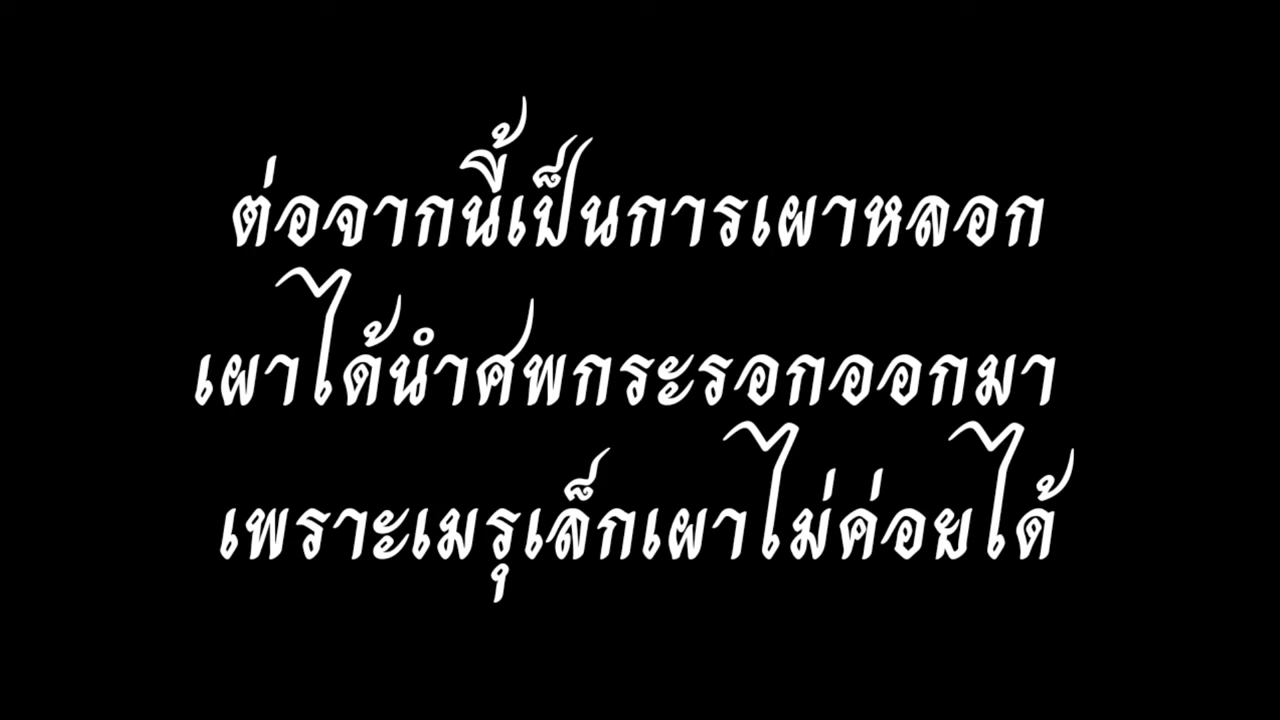 ต่อจากนี้เป็นการเผาหลอก
เผาได้นำศพกระรอกออกมา
เพราะเมรุเล็กเผาไม่ค่อยได้